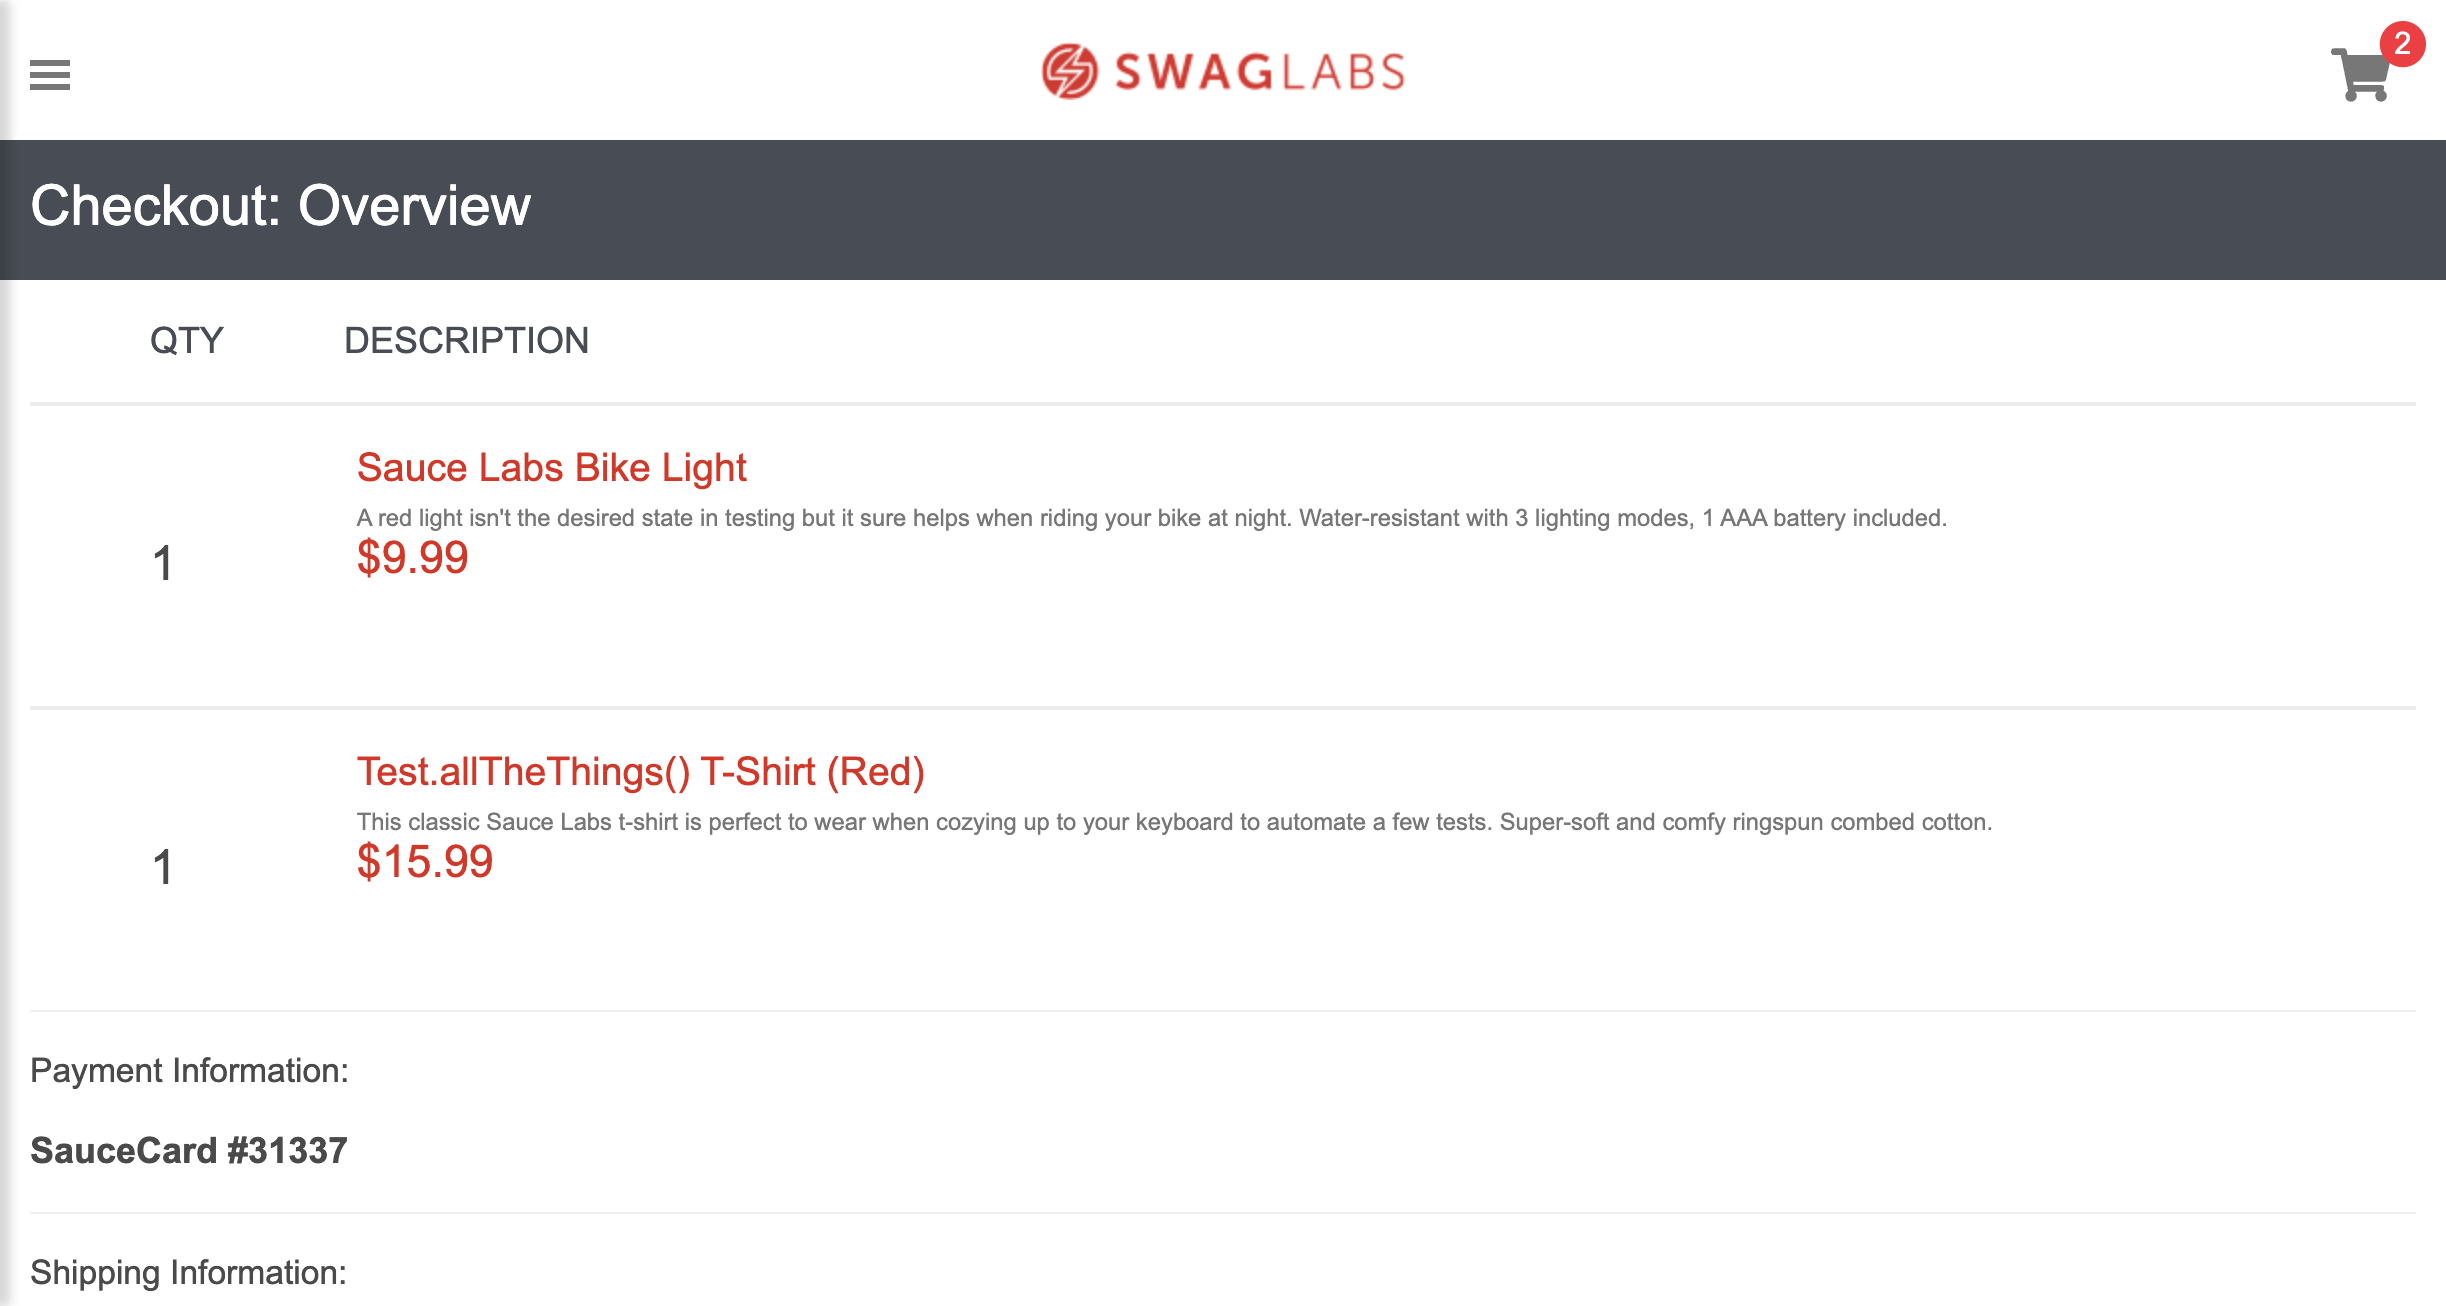 SWAGLABS
2
Checkout: Overview
QTY DESCRIPTION
Sauce Labs Bike Light
A red light isn't the desired state in testing but it sure helps when riding your bike at night. Water-resistant with 3 lighting modes, 1 AAA battery included.
1
$9.99
Test.allTheThings() T-Shirt (Red)
This classic Sauce Labs t-shirt is perfect to wear when cozying up to your keyboard to automate a few tests. Super-soft and comfy ringspun combed cotton.
1
$15.99
Payment Information:
SauceCard #31337
Shipping Information: